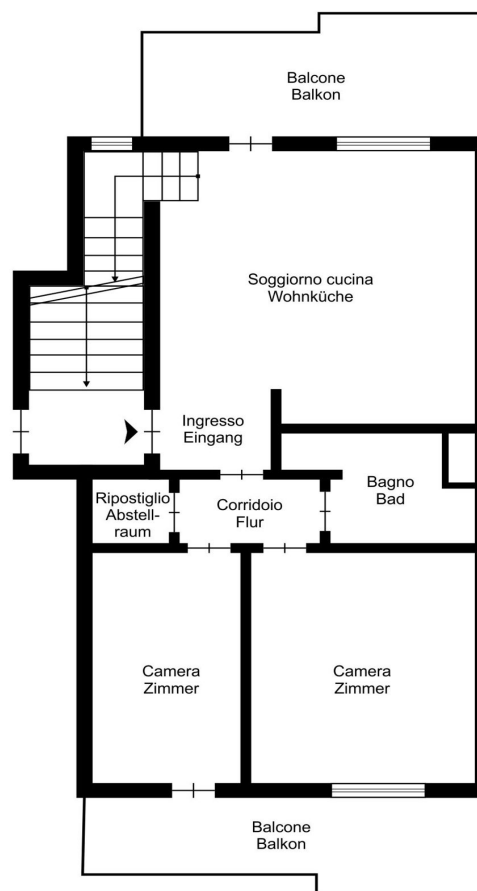 Balcone
Balkon
Soggiorno cucina
Wohnküche
Ingresso
Eingang
Bagno
Bad
Ripostiglio
Abstell-
raum
Corridoio
Flur
Camera
Zimmer
Camera
Zimmer
Balcone
Balkon